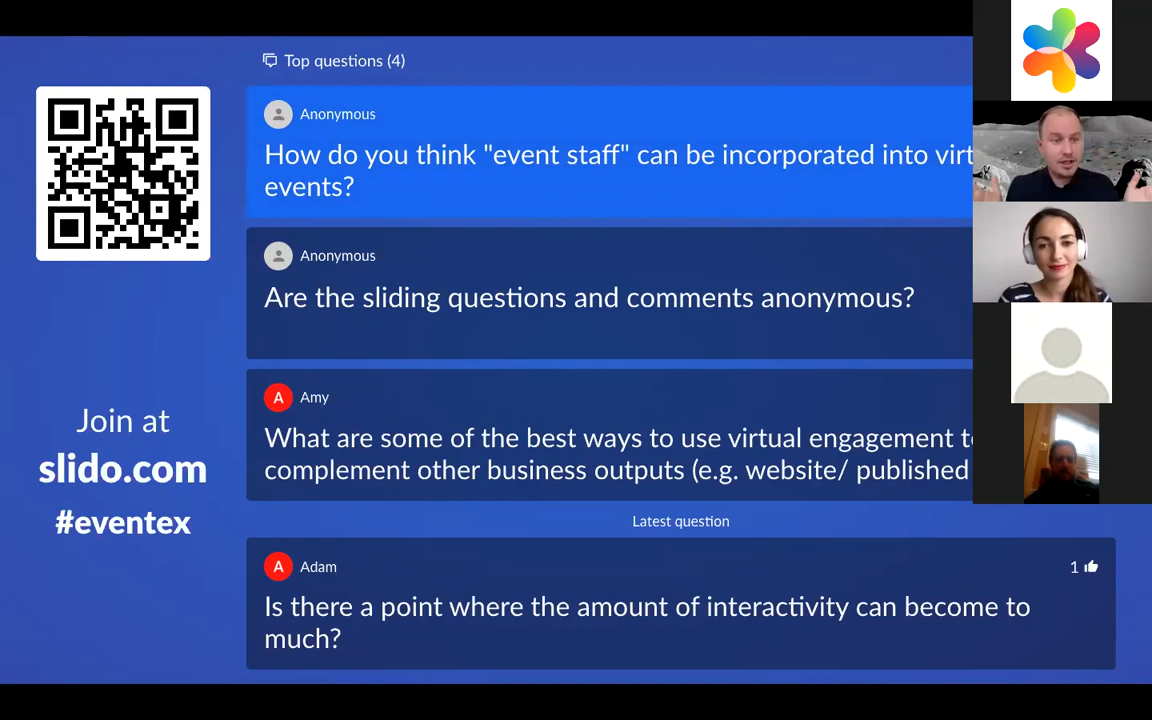 Top questions (4)
Anonymous
How do you think "event staff" can be incorporated into virt
events?
Anonymous
Are the sliding questions and comments anonymous?
A Amy
What are some of the best ways to use virtual engagement t
complement other business outputs (e.g. website/ published
Latest question
A Adam
1
Is there a point where the amount of interactivity can become to
much?
Join at
slido.com
#eventex